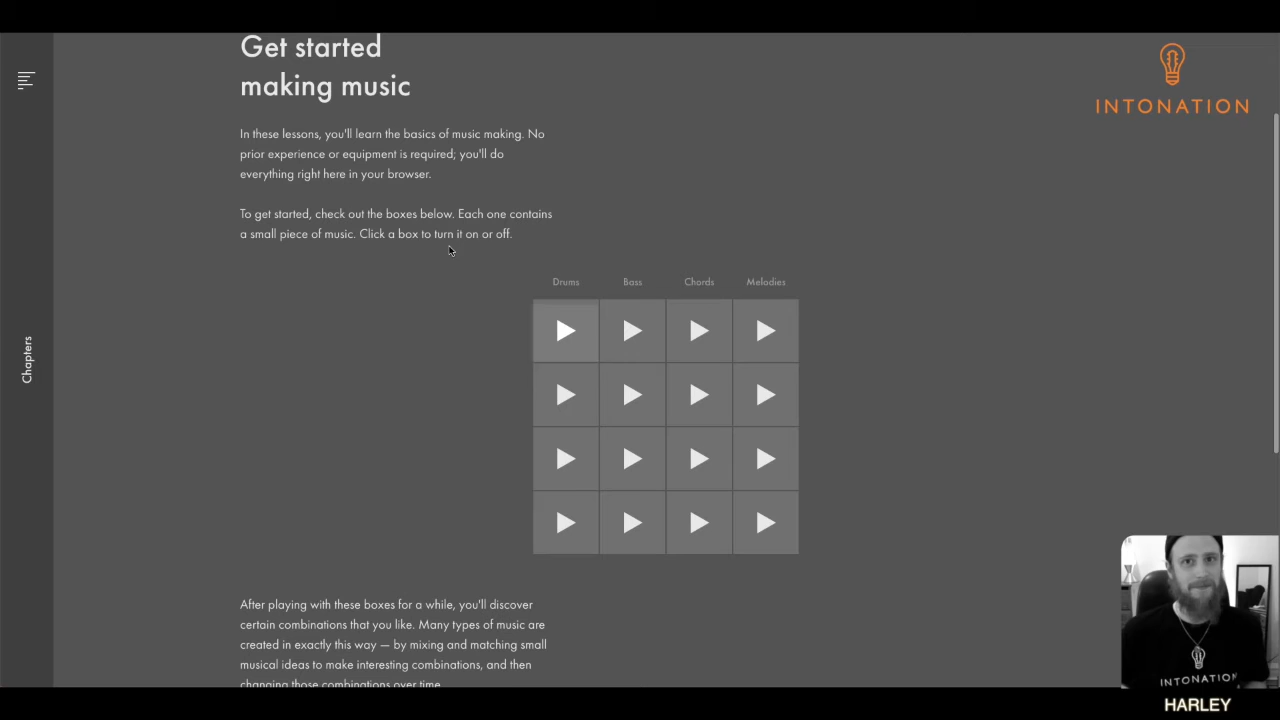 Get started
making music
INTONATION
In these lessons, you'll learn the basics of music making. No
prior experience or equipment is required; you'll do
everything right here in your browser.
To get started, check out the boxes below. Each one contains
a small piece of music. Click a box to turn it on or off.
Drums Bass Chords Melodies
Chapters
After playing with these boxes for a while, you'll discover
certain combinations that you like. Many types of music are
created in exactly this way — by mixing and matching small
musical ideas to make interesting combinations, and then
changing those combinations over time.
INTONATION
HARLEY